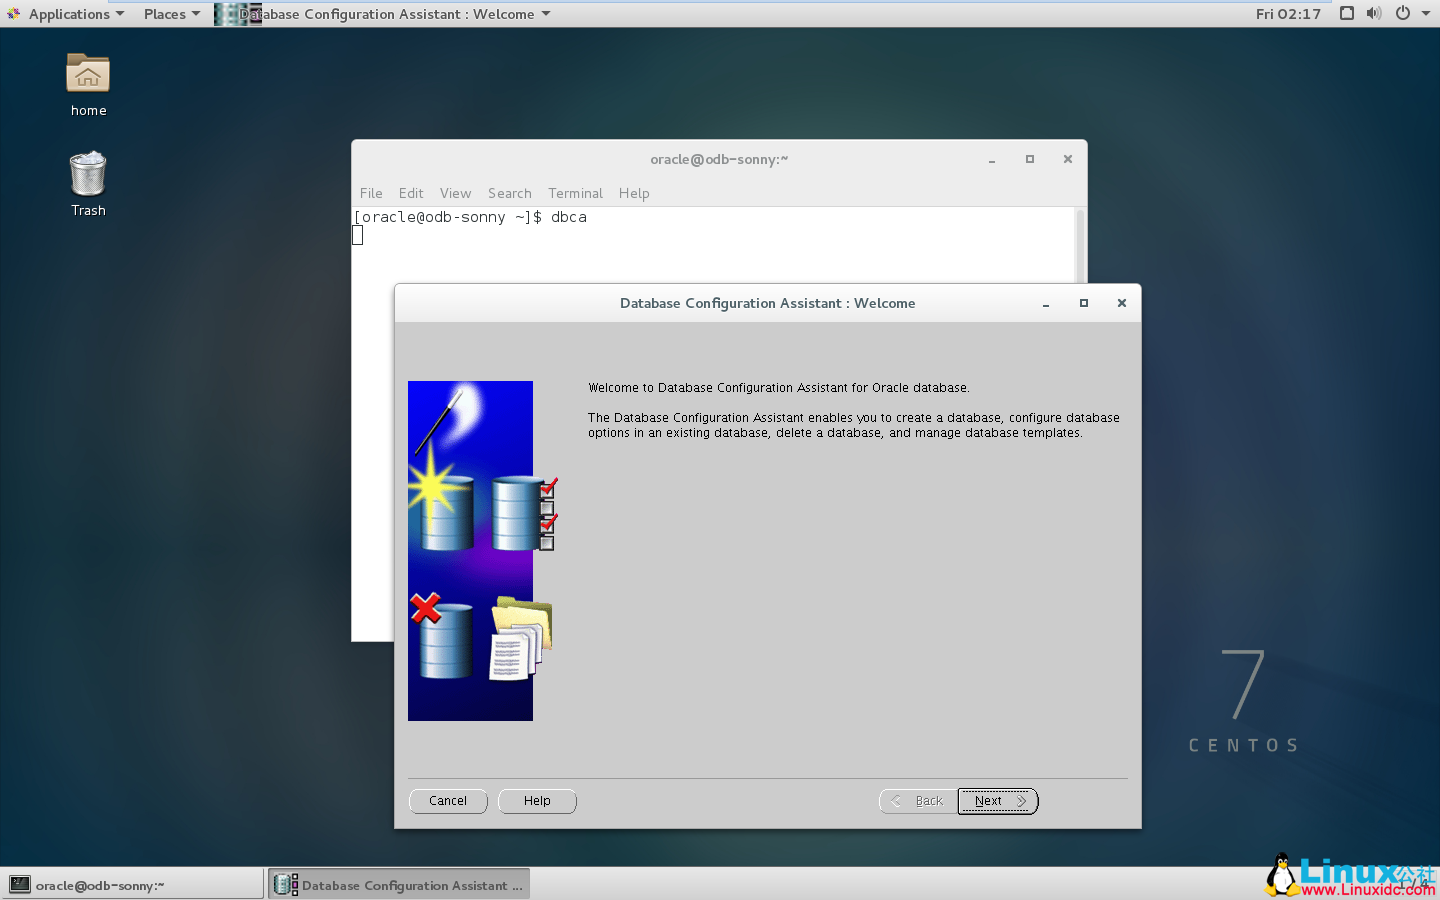 Applications Places Database Configuration Assistant : Welcome Fri 02:17
home
Trash
oracle@odb-sonny:~
File Edit View Search Terminal Help
[oracle@odb-sonny ~]$ dbca
Database Configuration Assistant : Welcome
Welcome to Database Configuration Assistant for Oracle database.
The Database Configuration Assistant enables you to create a database, configure database
options in an existing database, delete a database, and manage database templates.
Cancel Help Back Next
7
CENTOS
oracle@odb-sonny:~ Database Configuration Assistant ...
Linux公社
1 / 4
www.Linuxidc.com